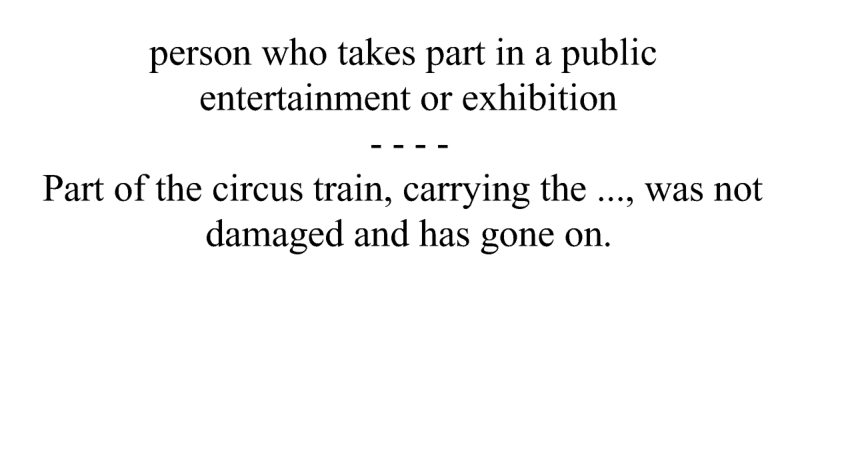 person who takes part in a public
entertainment or exhibition
- - - -
Part of the circus train, carrying the ..., was not
damaged and has gone on.